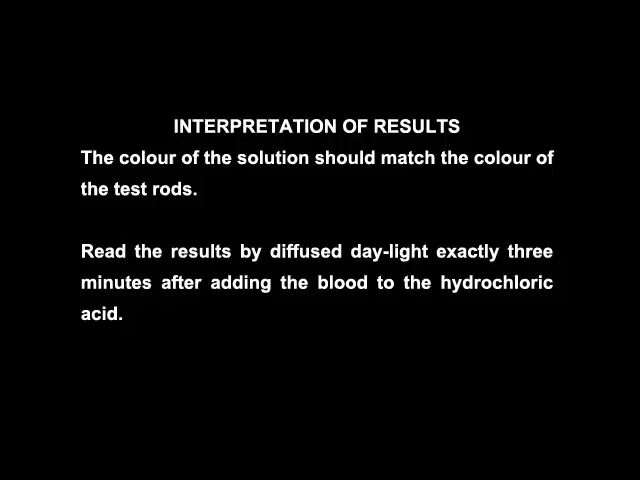 INTERPRETATION OF RESULTS
The colour of the solution should match the colour of
the test rods.
Read the results by diffused day-light exactly three
minutes after adding the blood to the hydrochloric
acid.